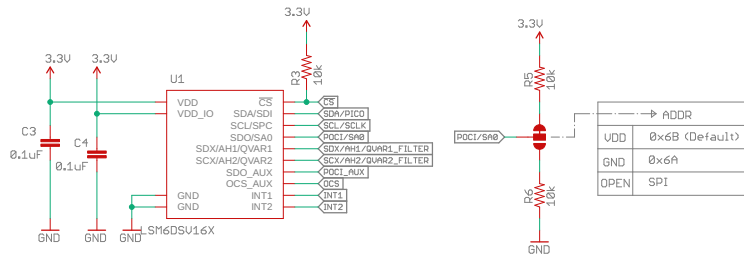 3.3V
3.3V
3.3V
3.3V
U1
R3
10k
R5
10k
VDD
VDD_IO
GND
GND
CS
SDA/SDI
SCL/SPC
SDO/SA0
SDX/AH1/QVAR1
SCX/AH2/QVAR2
SDO_AUX
OCS_AUX
INT1
INT2
CS
SDA/PICO
SCL/SCLK
POCI/SA0
SDX/AH1/QVAR1_FILTER
SCX/AH2/QVAR2_FILTER
POCI_AUX
OCS
INT1
INT2
C3
0.1uF
C4
0.1uF
GND
GND
GND
LSM6DSV16X
POCI/SA0
R6
10k
GND
ADDR
VDD 0x6B (Default)
GND 0x6A
OPEN SPI